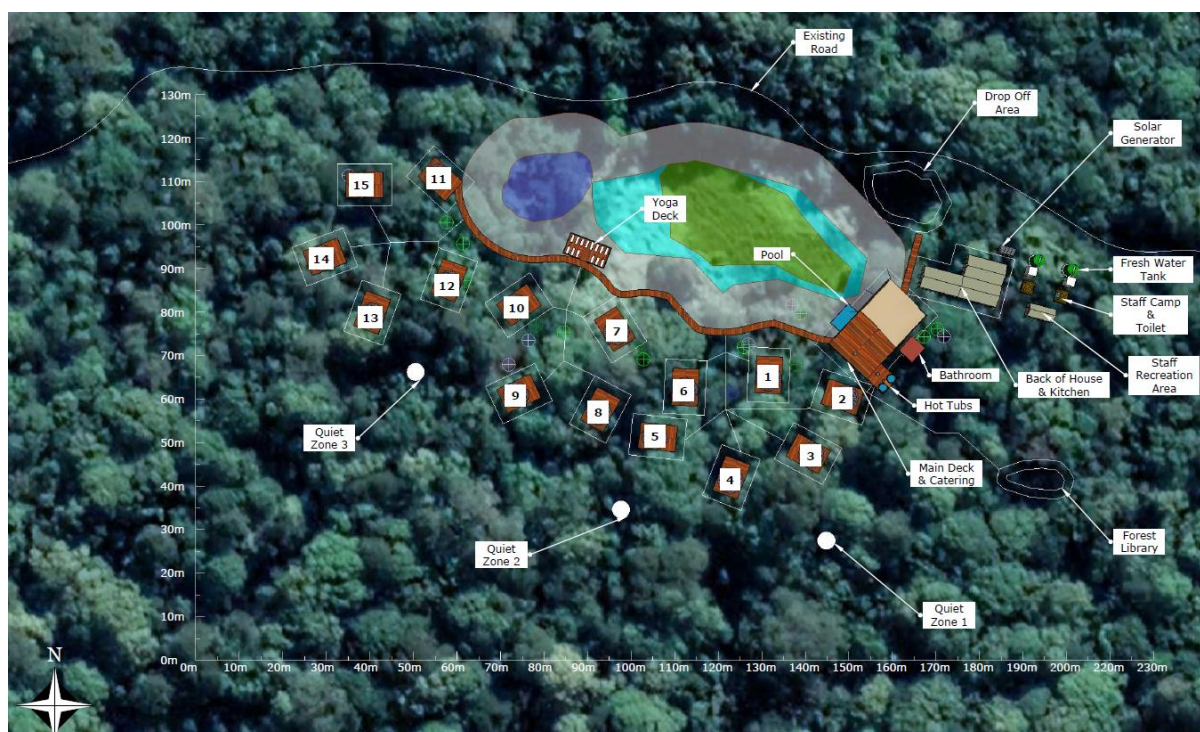 Existing
Road
130m
Drop Off
Area
120m
Solar
Generator
110m
15
11
100m
Yoga
Deck
14
90m
Pool
Fresh Water
Tank
12
80m
10
13
7
Staff Camp
&
Toilet
70m
Staff
Recreation
Area
1
6
Bathroom
Back of House
& Kitchen
60m
9
8
2
Hot Tubs
Quiet
Zone 3
5
50m
3
Main Deck
& Catering
4
40m
Forest
Library
30m
Quiet
Zone 2
20m
Quiet
Zone 1
10m
0m
0m 10m 20m 30m 40m 50m 60m 70m 80m 90m 100m 110m 120m 130m 140m 150m 160m 170m 180m 190m 200m 210m 220m 230m
N